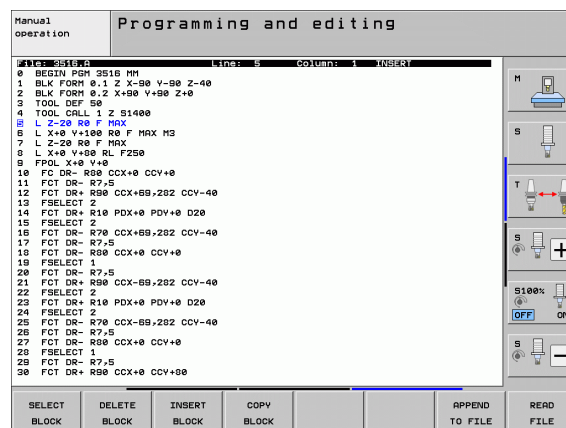 Manual operation
Programming and editing
File: 3516.A Line: 5 Column: 1 INSERT
0 BEGIN PGM 3516 MM
1 BLK FORM 0.1 Z X-90 Y-90 Z-40
2 BLK FORM 0.2 X+90 Y+90 Z+0
3 TOOL DEF 50
4 TOOL CALL 1 Z S1400
5 L Z-20 R0 F MAX
6 L X+0 Y+100 R0 F MAX M3
7 L Z-20 R0 F MAX
8 L X+0 Y+80 RL F250
9 FPOL X+0 Y+0
10 FC DR- R80 CCX+0 CCY+0
11 FCT DR- R7,5
12 FCT DR+ R90 CCX+69,282 CCY-40
13 FSELECT 2
14 FCT DR+ R10 PDX+0 PDY+0 D20
15 FSELECT 2
16 FCT DR- R70 CCX+69,282 CCY-40
17 FCT DR- R7,5
18 FCT DR- R80 CCX+0 CCY+0
19 FSELECT 1
20 FCT DR- R7,5
21 FCT DR+ R90 CCX-69,282 CCY-40
22 FSELECT 2
23 FCT DR+ R10 PDX+0 PDY+0 D20
24 FSELECT 2
25 FCT DR- R70 CCX-69,282 CCY-40
26 FCT DR- R7,5
27 FCT DR- R80 CCX+0 CCY+0
28 FSELECT 1
29 FCT DR- R7,5
30 FCT DR+ R90 CCX+0 CCY+80
M
S
T
S
S100%
OFF ON
S
SELECT BLOCK
DELETE BLOCK
INSERT BLOCK
COPY BLOCK
APPEND TO FILE
READ FILE